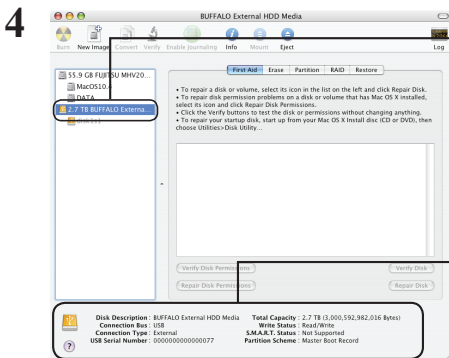 4
BUFFALO External HDD Media
Burn New Image Convert Verify Enable Journaling Info Mount Eject Log
55.9 GB FUJITSU MHV20...
MacOS10.
DATA
2.7 TB BUFFALO Externa...
disk1s1
First Aid Erase Partition RAID Restore
• To repair a disk or volume, select its icon in the list on the left and click Repair Disk.
• To repair disk permission problems on a disk or volume that has Mac OS X installed,
select its icon and click Repair Disk Permissions.
• Click the Verify buttons to test the disk or permissions without changing anything.
• To repair your startup disk, start up from your Mac OS X Install disc (CD or DVD), then
choose Utilities>Disk Utility...
Verify Disk Permissions Verify Disk
Repair Disk Permissions Repair Disk
Disk Description : BUFFALO External HDD Media Total Capacity : 2.7 TB (3,000,592,982,016 Bytes)
Connection Bus : USB Write Status : Read/Write
Connection Type : External S.M.A.R.T. Status : Not Supported
USB Serial Number : 0000000000000077 Partition Scheme : Master Boot Record
?